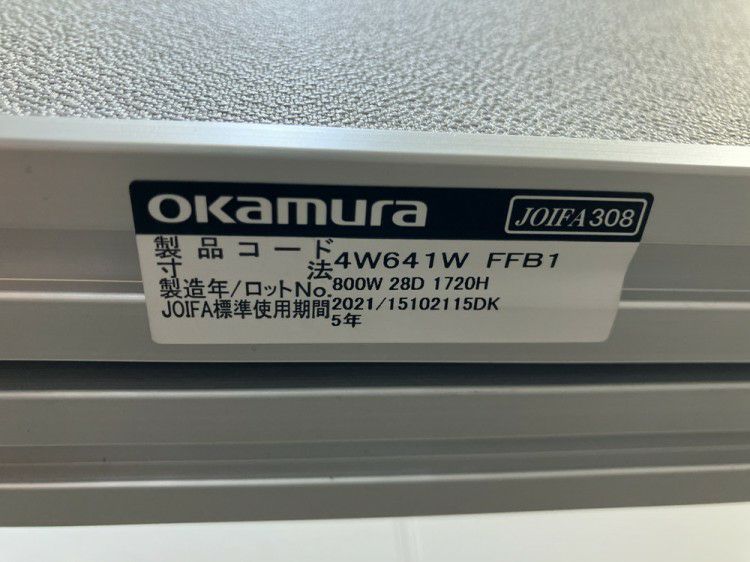 okamura JOIFA308
製品コード 4W641W FFB1
寸法 800W 28D 1720H
製造年/ロットNo. 2021/15102115DK
JOIFA標準使用期間 5年